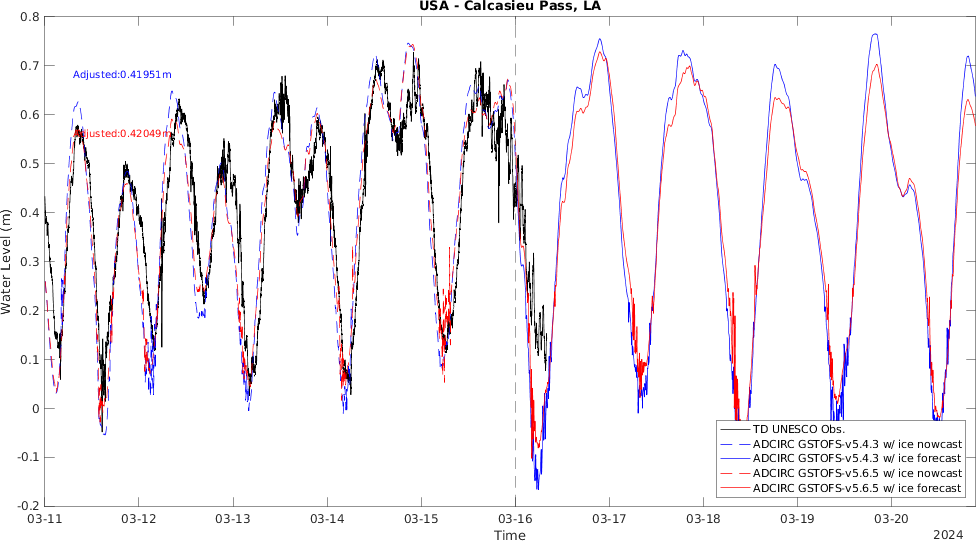 USA - Calcasieu Pass, LA
0.8
0.7
0.6
0.5
0.4
0.3
0.2
0.1
0
-0.1
-0.2
Water Level (m)
Adjusted:0.41951m
Adjusted:0.42049m
TD UNESCO Obs.
ADCIRC GSTOFS-v5.4.3 w/ ice nowcast
ADCIRC GSTOFS-v5.4.3 w/ ice forecast
ADCIRC GSTOFS-v5.6.5 w/ ice nowcast
ADCIRC GSTOFS-v5.6.5 w/ ice forecast
03-11 03-12 03-13 03-14 03-15 03-16 03-17 03-18 03-19 03-20
Time
2024